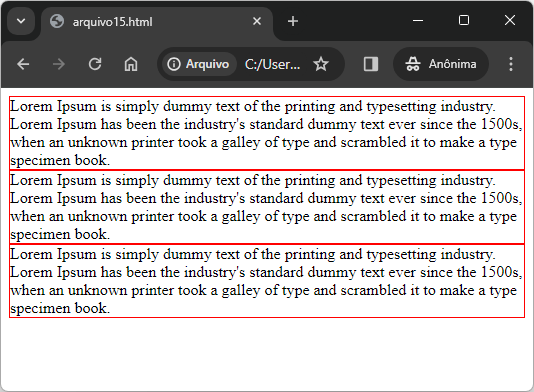 arquivo15.html
Arquivo
C:/User...
Anônima
Lorem Ipsum is simply dummy text of the printing and typesetting industry.
Lorem Ipsum has been the industry's standard dummy text ever since the 1500s,
when an unknown printer took a galley of type and scrambled it to make a type
specimen book.
Lorem Ipsum is simply dummy text of the printing and typesetting industry.
Lorem Ipsum has been the industry's standard dummy text ever since the 1500s,
when an unknown printer took a galley of type and scrambled it to make a type
specimen book.
Lorem Ipsum is simply dummy text of the printing and typesetting industry.
Lorem Ipsum has been the industry's standard dummy text ever since the 1500s,
when an unknown printer took a galley of type and scrambled it to make a type
specimen book.